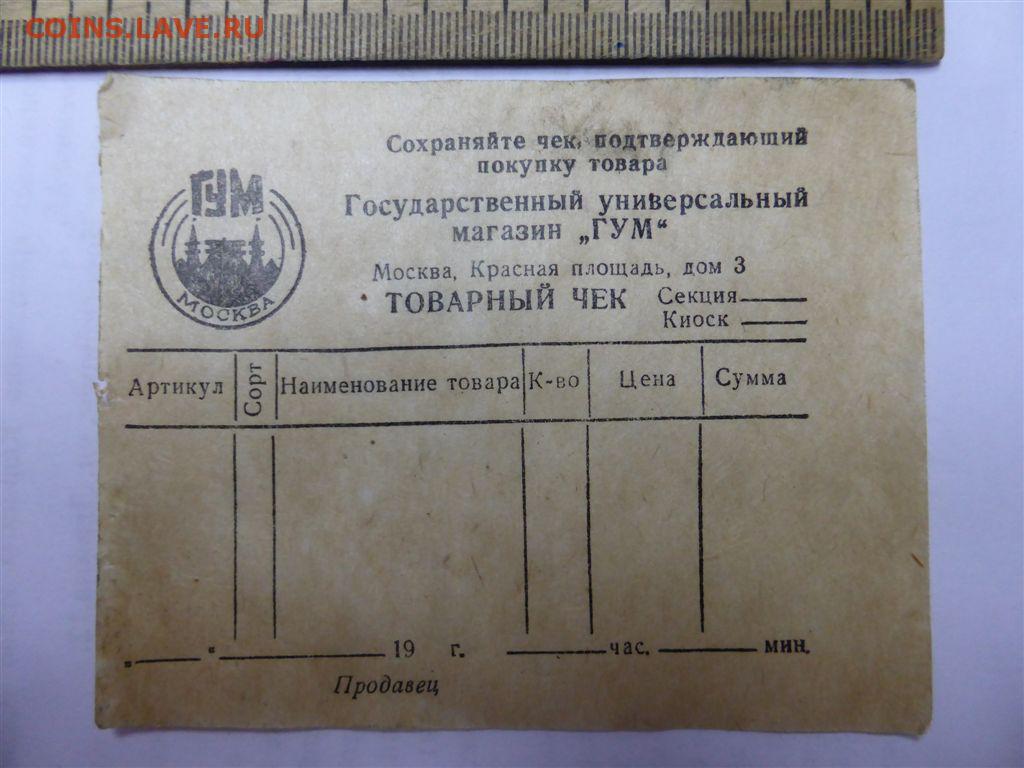 COINS.LAVE.RU
Сохраняйте чек, подтверждающий
покупку товара
ГУМ
МОСКВА
Государственный универсальный
магазин „ГУМ“
Москва, Красная площадь, дом 3
ТОВАРНЫЙ ЧЕК Секция
Киоск
Артикул Сорт Наименование товара К-во Цена Сумма
„ “ 19 г. час. мин.
Продавец